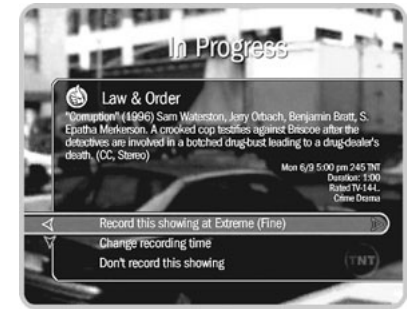 In Progress
Law & Order
"Corruption" (1996) Sam Waterston, Jerry Orbach, Benjamin Bratt, S.
Epatha Merkerson. A crooked cop testifies against Briscoe after the
detectives are involved in a botched drug-bust leading to a drug-dealer's
death. (CC, Stereo)
Mon 6/9 5:00 pm 245 TNT
Duration: 1:00
Rated TV-14-L
Crime Drama
Record this showing at Extreme (Fine)
Change recording time
Don't record this showing
TNT